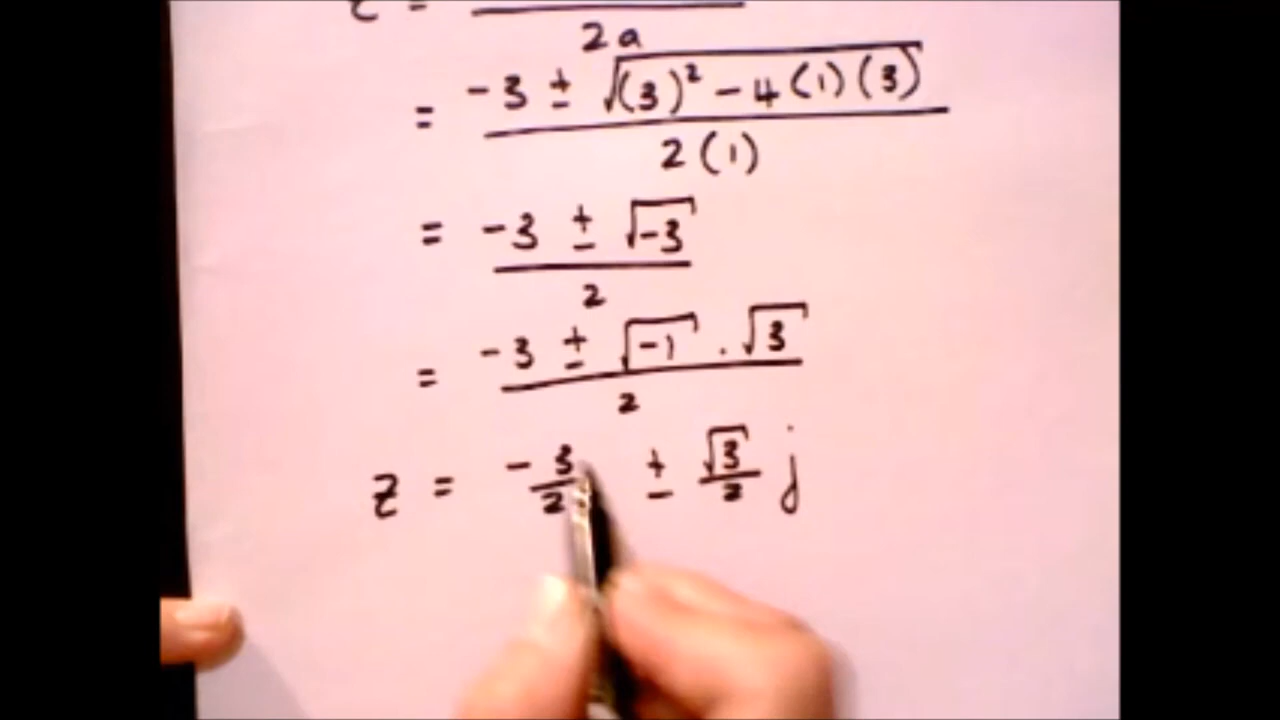 z = ――― / 2a
= (-3 ± √((3)² - 4(1)(3))) / 2(1)
= (-3 ± √-3) / 2
= (-3 ± √-1 . √3) / 2
z = -3/2 ± √3/2 j